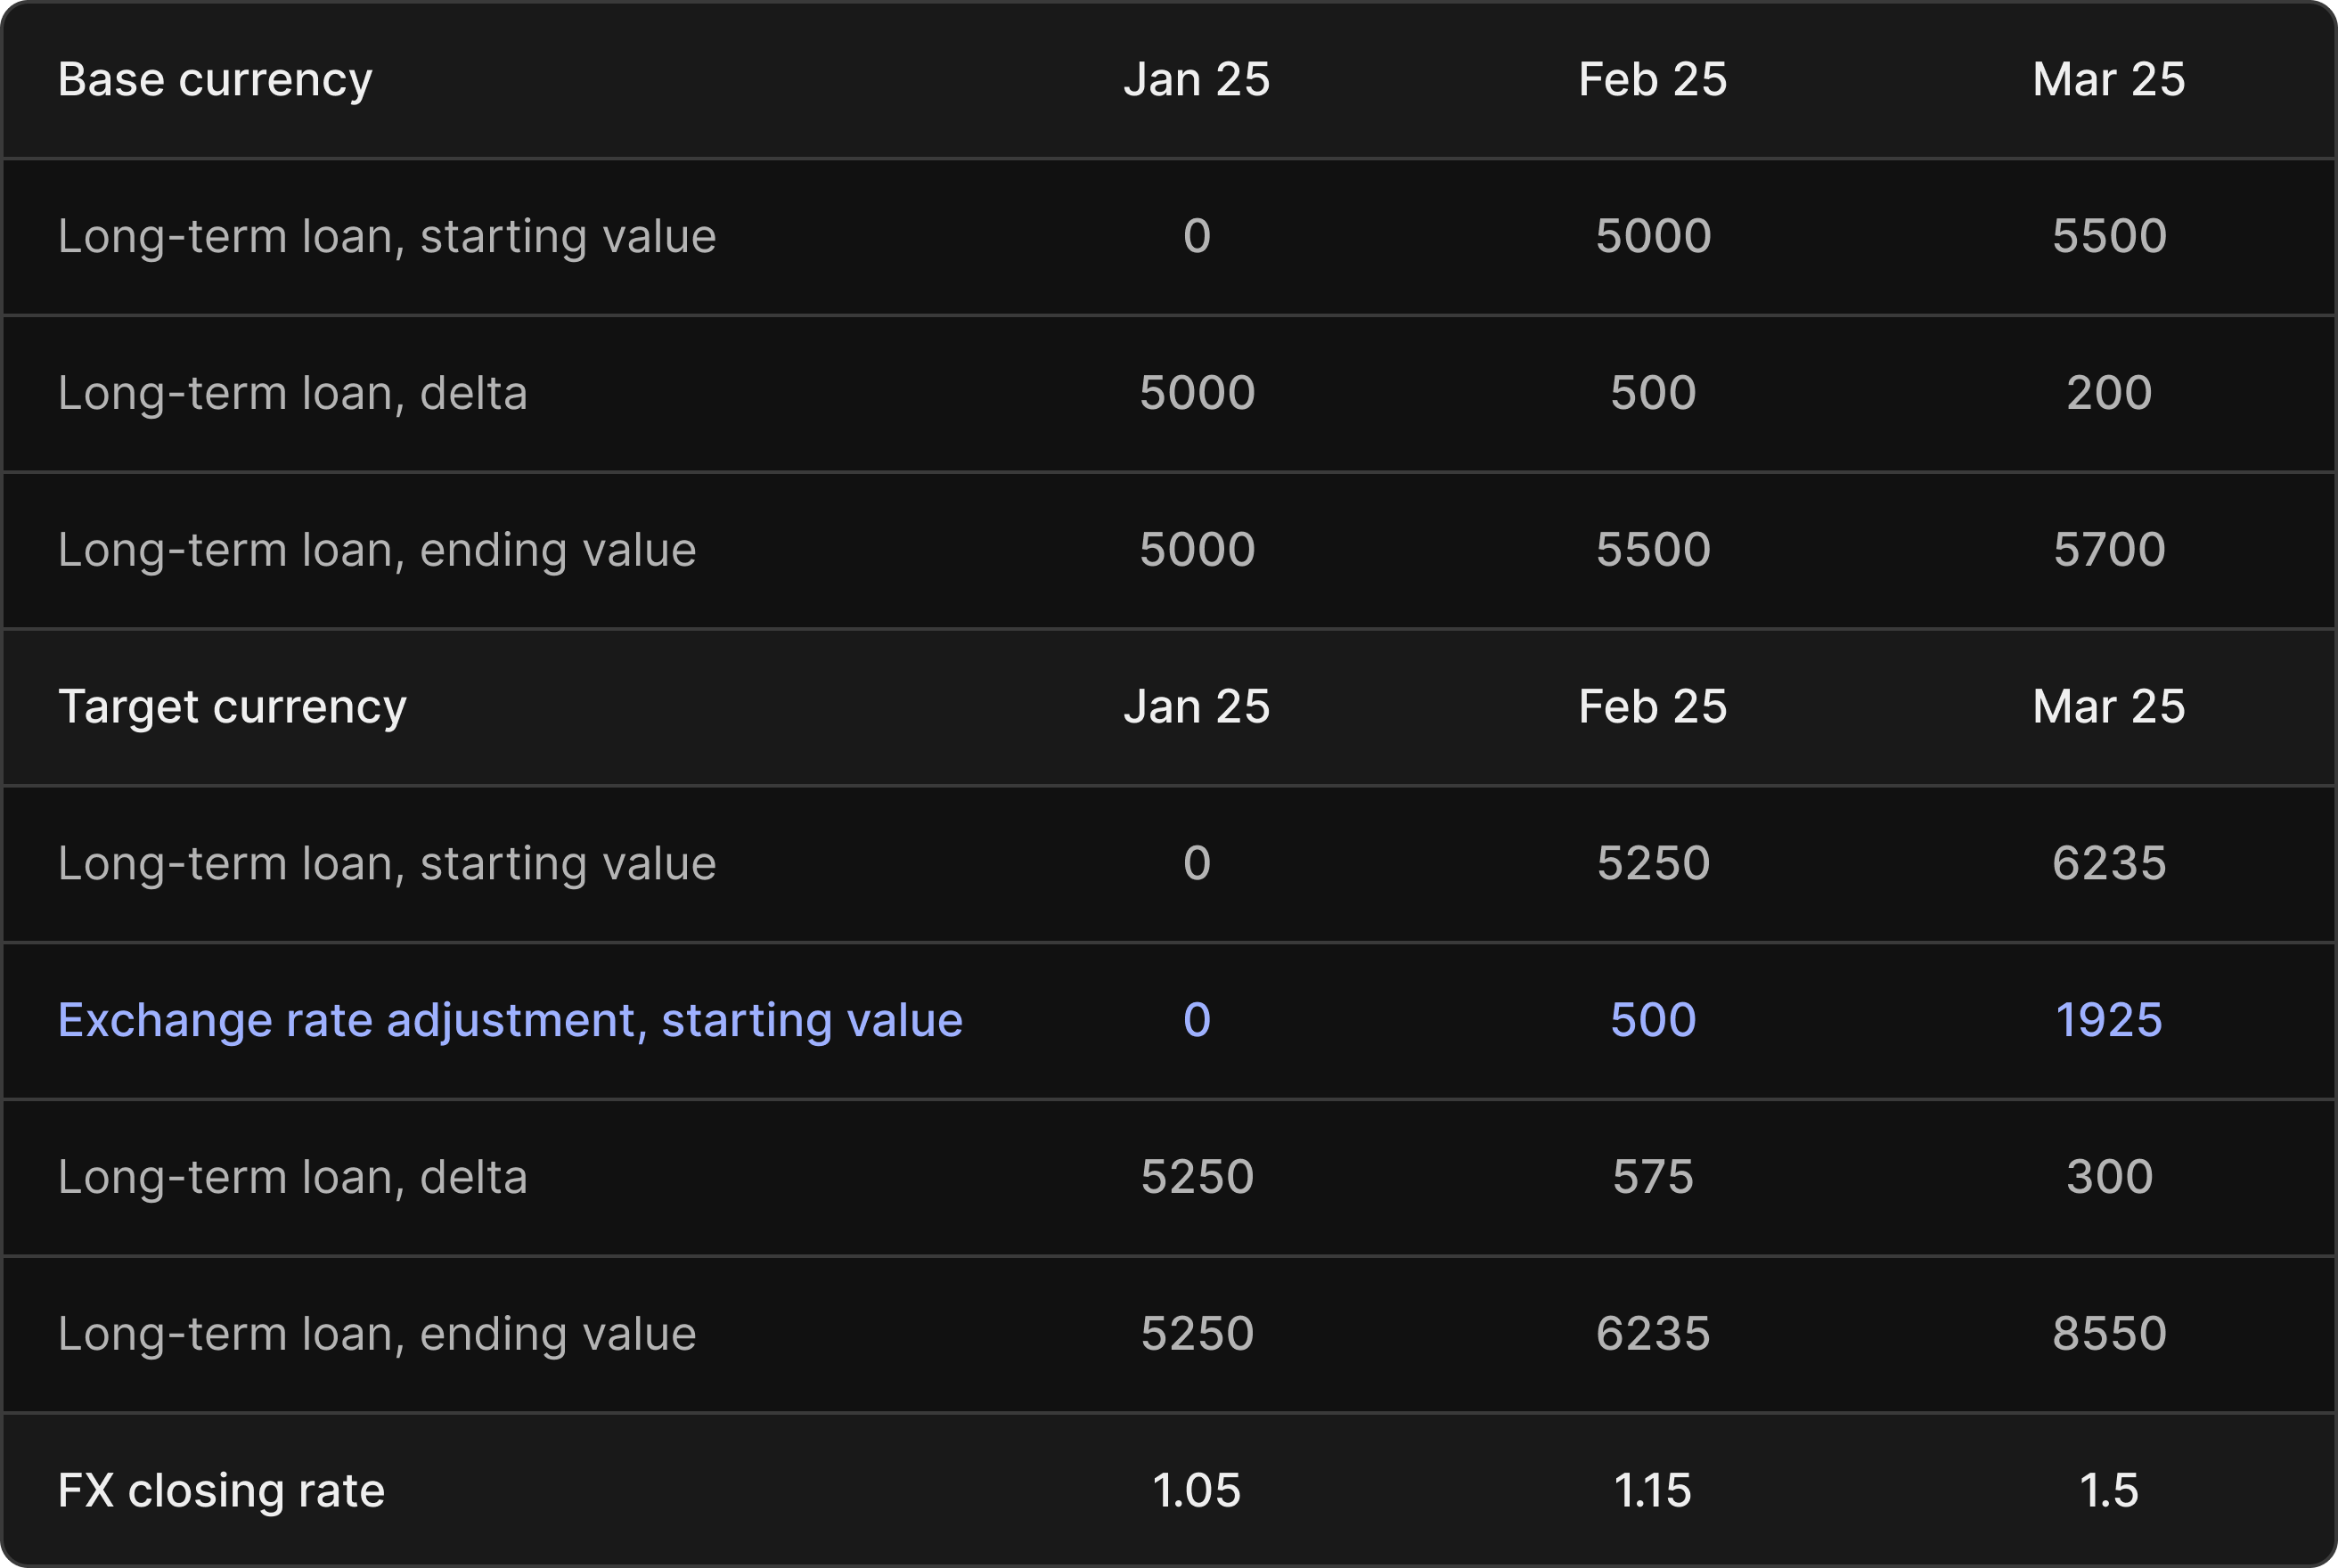 Base currency Jan 25 Feb 25 Mar 25
Long-term loan, starting value 0 5000 5500
Long-term loan, delta 5000 500 200
Long-term loan, ending value 5000 5500 5700
Target currency Jan 25 Feb 25 Mar 25
Long-term loan, starting value 0 5250 6235
Exchange rate adjustment, starting value 0 500 1925
Long-term loan, delta 5250 575 300
Long-term loan, ending value 5250 6235 8550
FX closing rate 1.05 1.15 1.5